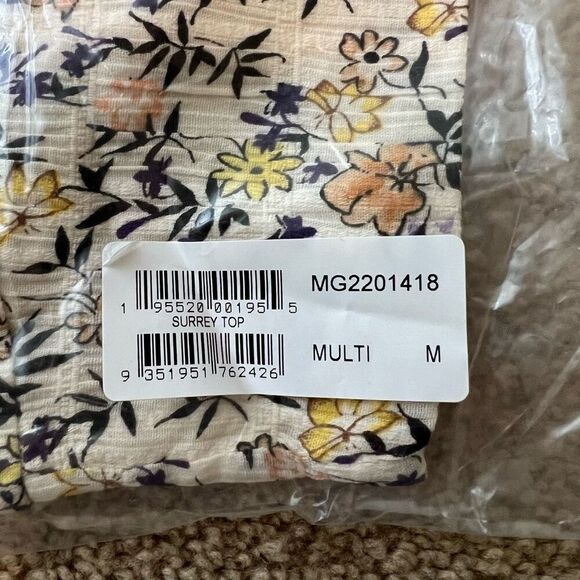 1 95520 00195 5
MG2201418
SURREY TOP
MULTI M
9 351951 762426